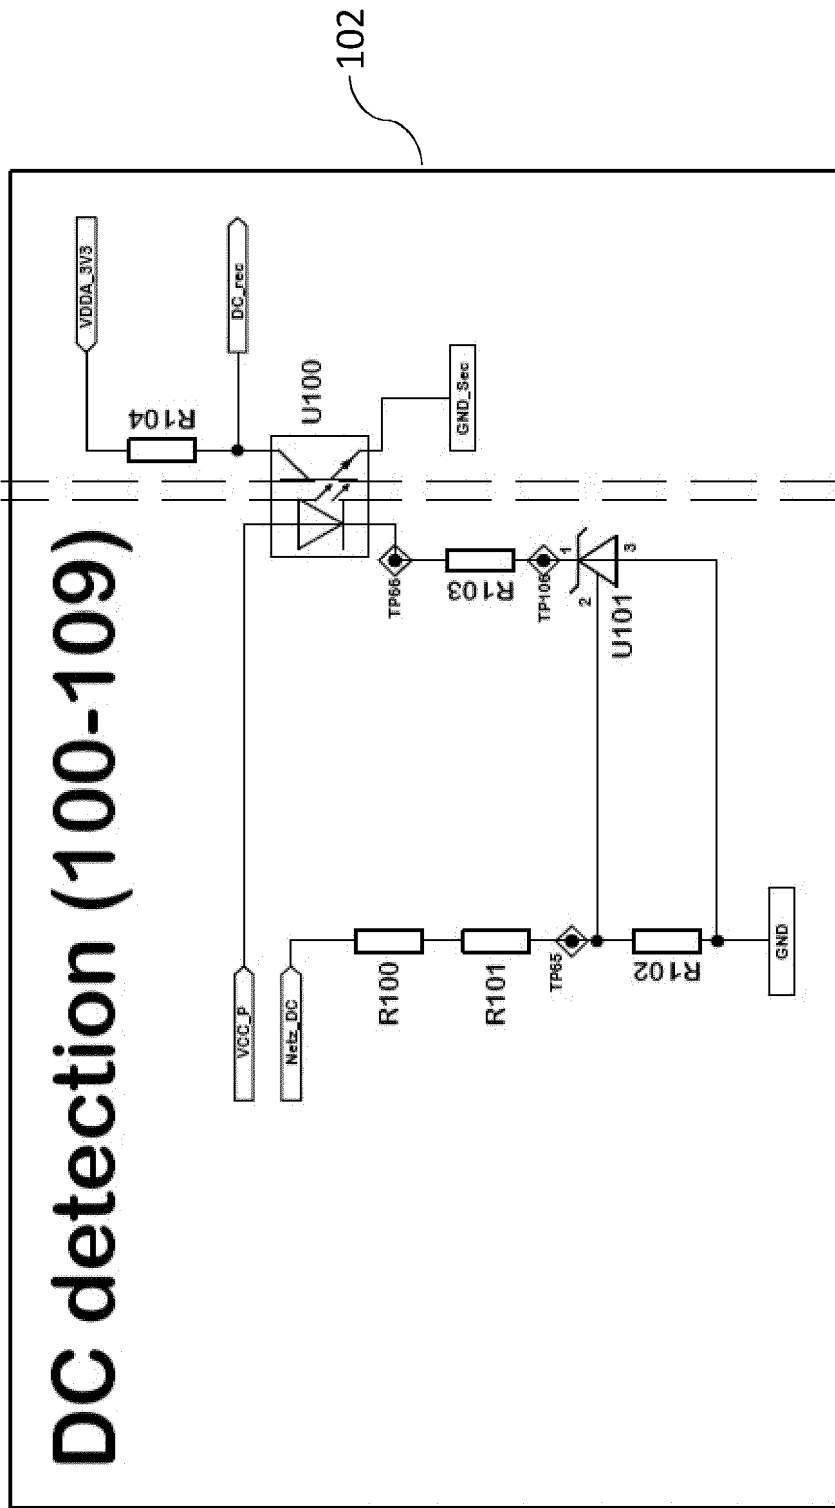 102
DC detection (100-109)
VDDA_3V3
DC_rec
R104
U100
GND_Sec
VCC_P
Netz_DC
TP66
R103
TP106
1
2
3
U101
R100
R101
TP65
R102
GND